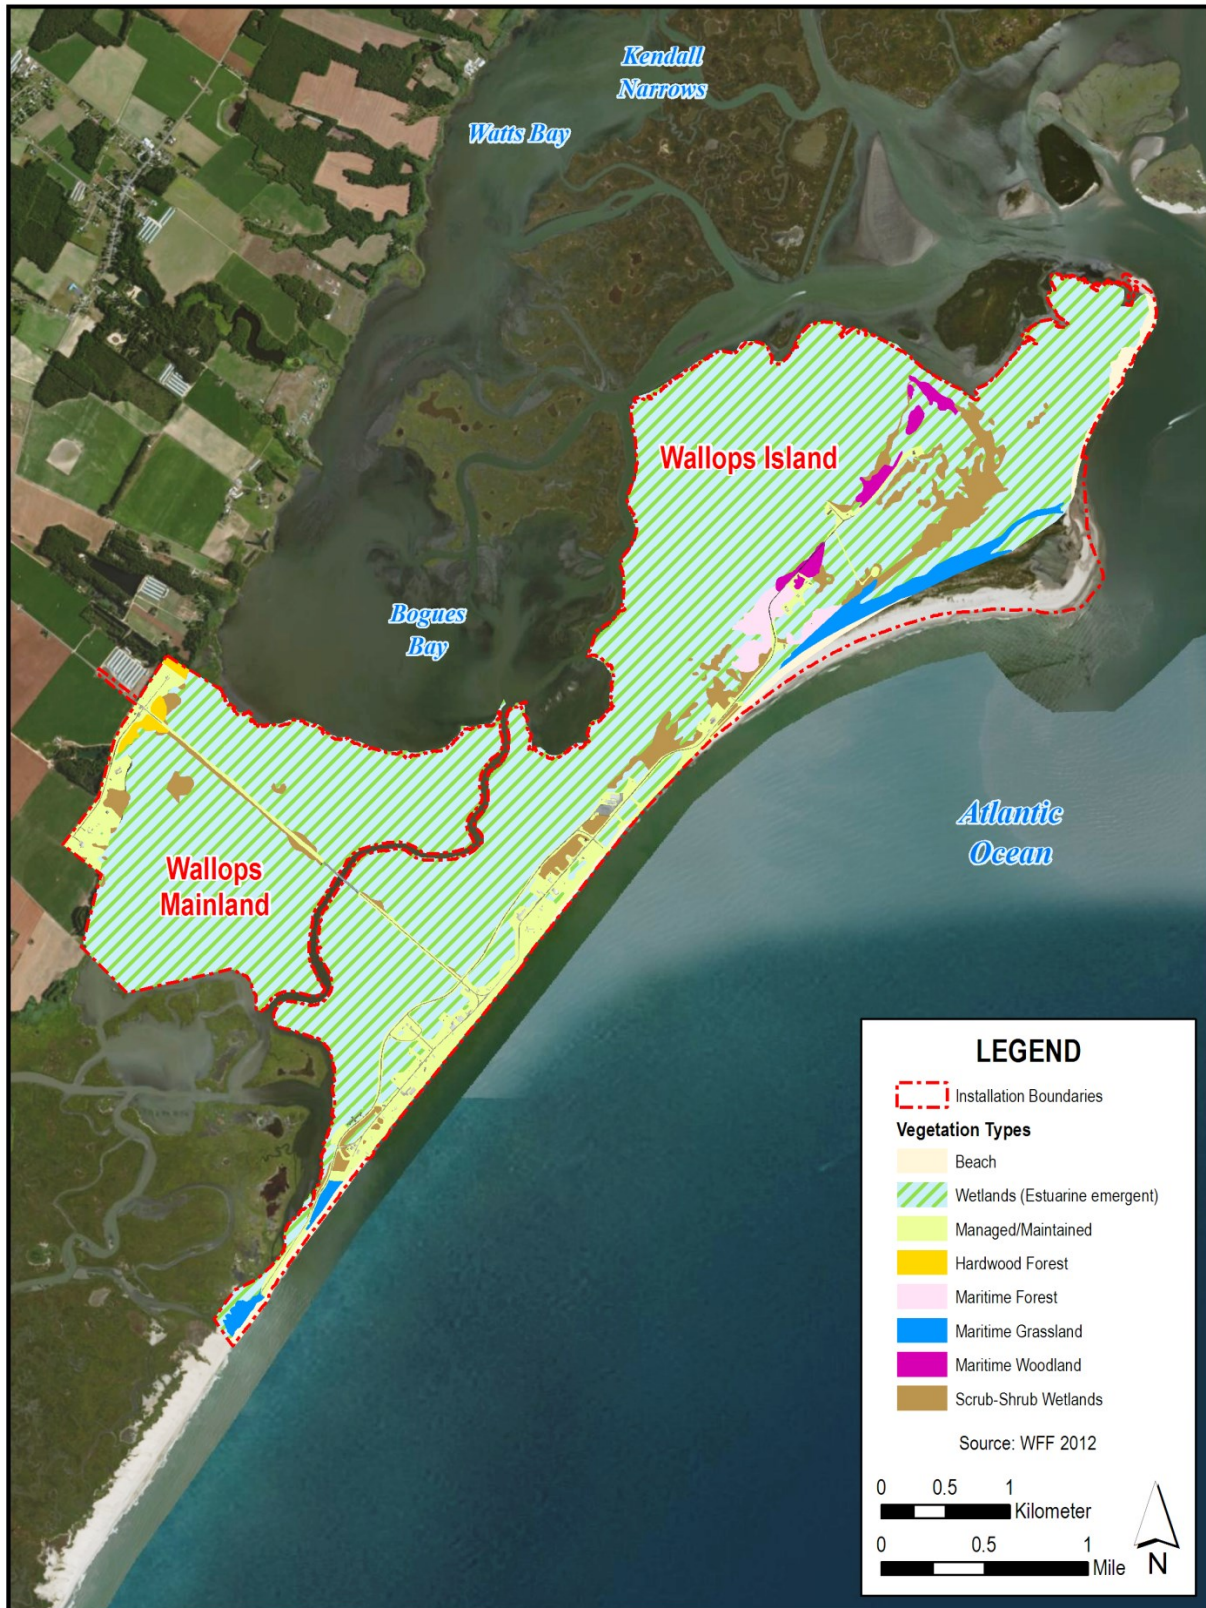 Kendall
Narrows
Watts Bay
Wallops Island
Bogues
Bay
Atlantic
Ocean
Wallops
Mainland
LEGEND
Installation Boundaries
Vegetation Types
Beach
Wetlands (Estuarine emergent)
Managed/Maintained
Hardwood Forest
Maritime Forest
Maritime Grassland
Maritime Woodland
Scrub-Shrub Wetlands
Source: WFF 2012
0 0.5 1
Kilometer
0 0.5 1
Mile
N